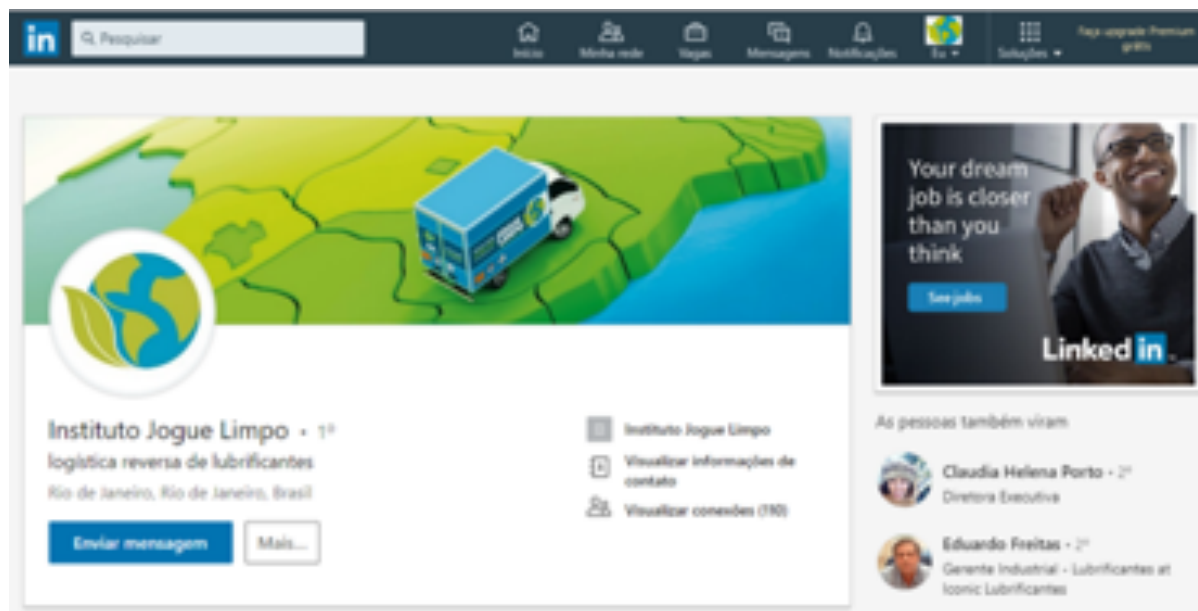 in
Pesquisar
Início
Minha rede
Vagas
Mensagens
Notificações
Eu
Soluções
Faça upgrade Premium
grátis
Your dream
job is closer
than you
think
See jobs
Linked in
Instituto Jogue Limpo • 1º
logística reversa de lubrificantes
Rio de Janeiro, Rio de Janeiro, Brasil
Enviar mensagem
Mais...
Instituto Jogue Limpo
Visualizar informações de
contato
Visualizar conexões (110)
As pessoas também viram
Claudia Helena Porto • 2º
Diretora Executiva
Eduardo Freitas • 2º
Gerente Industrial - Lubrificantes at
Iconic Lubrificantes